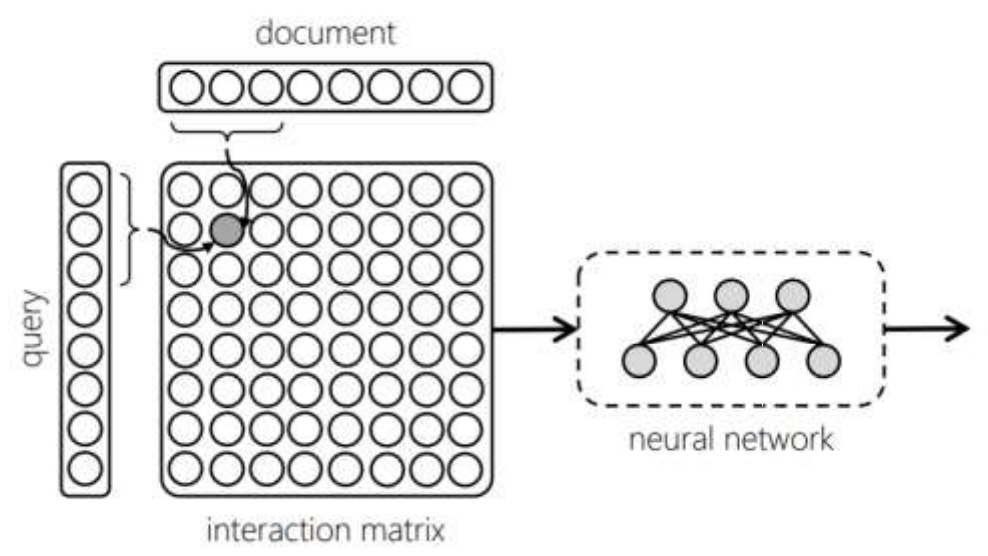 document
query
neural network
interaction matrix